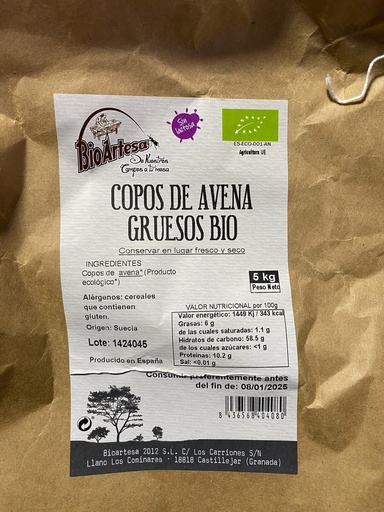 BioArtesa
De Nuestros
Campos a tu mesa
Sin lactosa
ES-ECO-001-AN
Agricultura UE
COPOS DE AVENA
GRUESOS BIO
Conservar en lugar fresco y seco
INGREDIENTES
Copos de avena* (Producto
ecológico*)
Alérgenos: cereales
que contienen
gluten.
Origen: Suecia
Lote: 1424045
Producido en España
5 kg
Peso Neto
VALOR NUTRICIONAL por 100g
Valor energético: 1449 Kj / 343 kcal
Grasas: 6 g
de las cuales saturadas: 1.1 g
Hidratos de carbono: 58.5 g
de los cuales azúcares: <1 g
Proteinas: 10.2 g
Sal: <0.01 g
Consumir preferentemente antes
del fin de: 08/01/2025
8 436568 404080
Bioartesa 2012 S.L. C/ Los Carriones S/N
Llano Los Cominares · 18818 Castillejar (Granada)